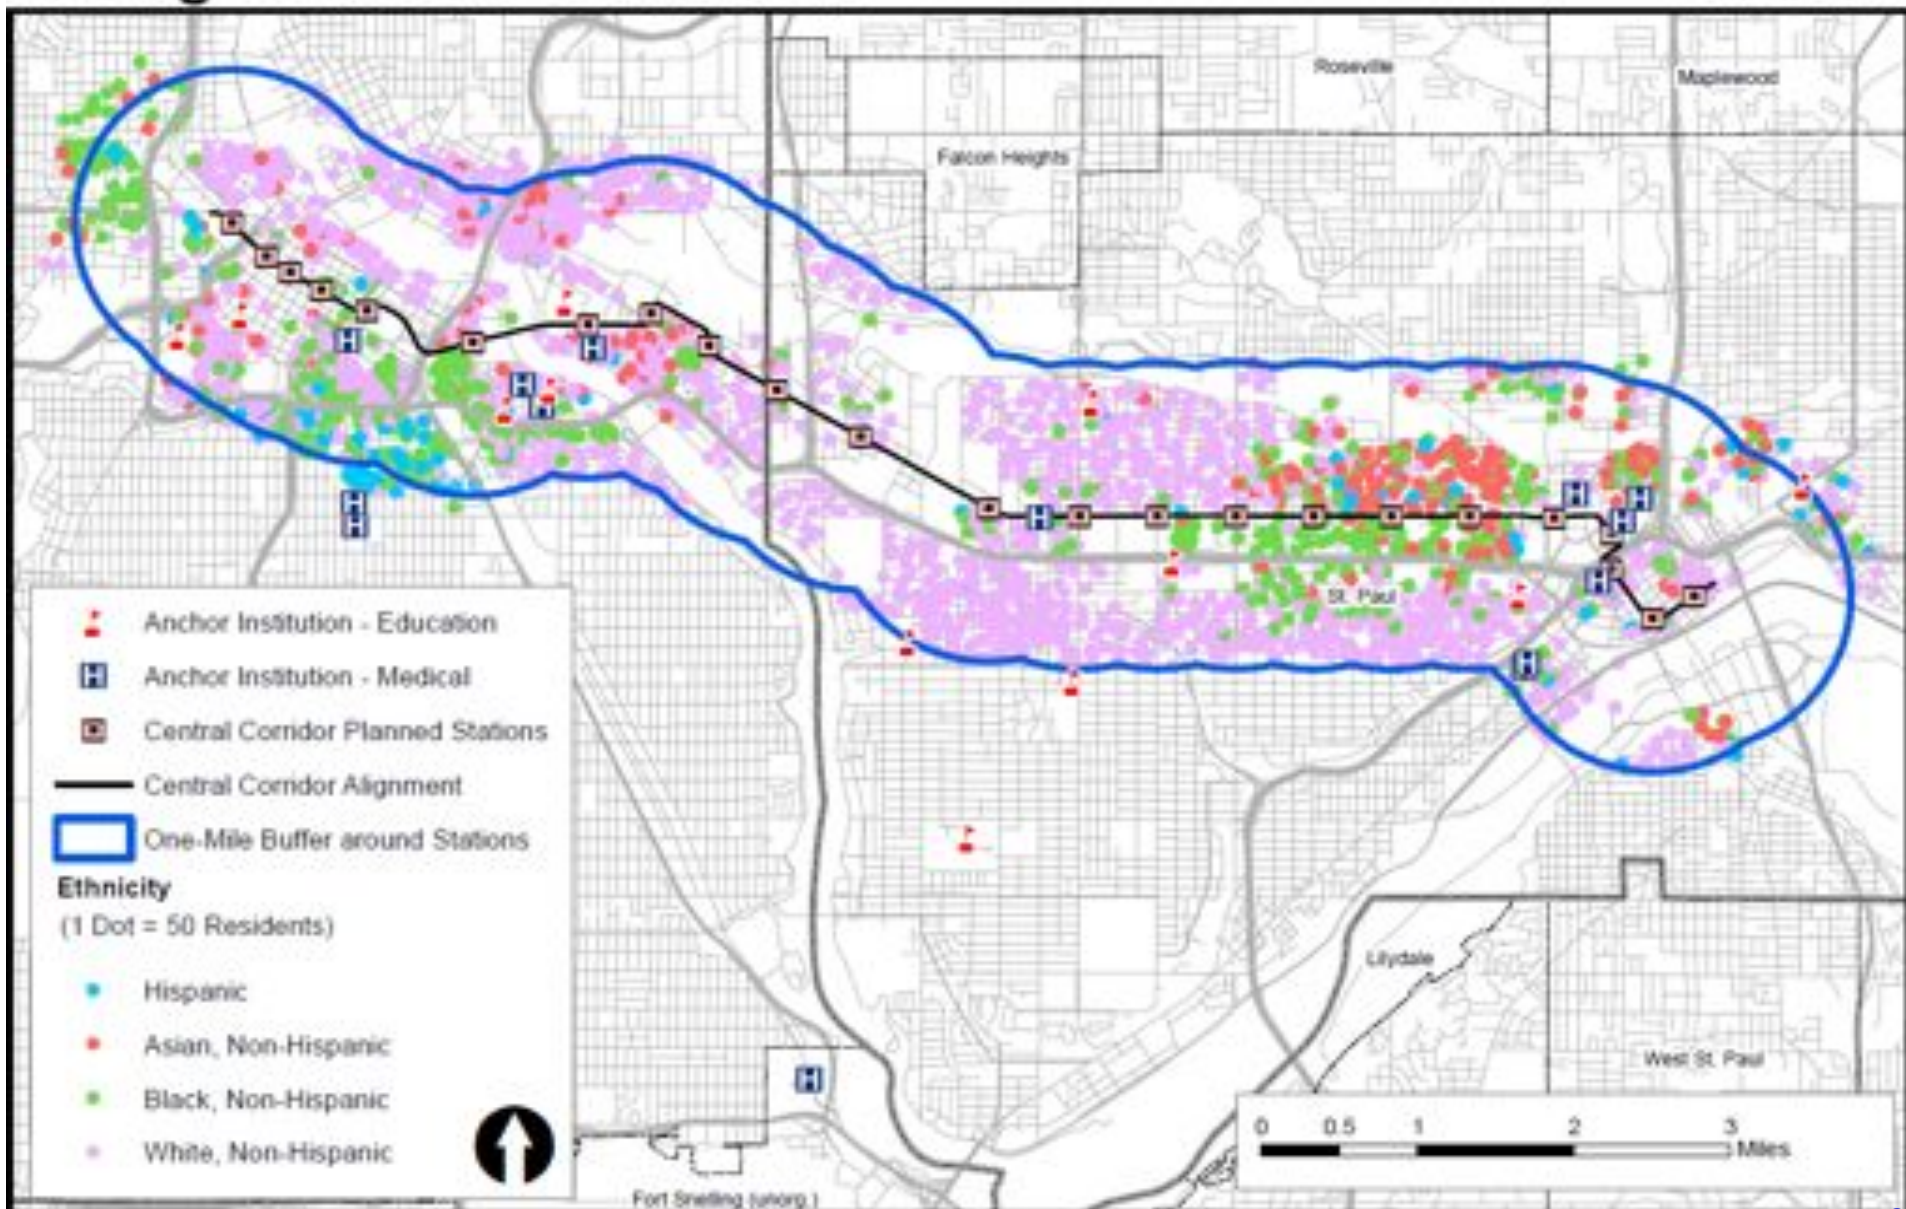 Roseville
Maplewood
Falcon Heights
St. Paul
Anchor Institution - Education
Anchor Institution - Medical
Central Corridor Planned Stations
Central Corridor Alignment
One-Mile Buffer around Stations
Ethnicity
(1 Dot = 50 Residents)
Hispanic
Asian, Non-Hispanic
Black, Non-Hispanic
White, Non-Hispanic
Lilydale
West St. Paul
0 0.5 1 2 3
Miles
Fort Snelling (unorg.)